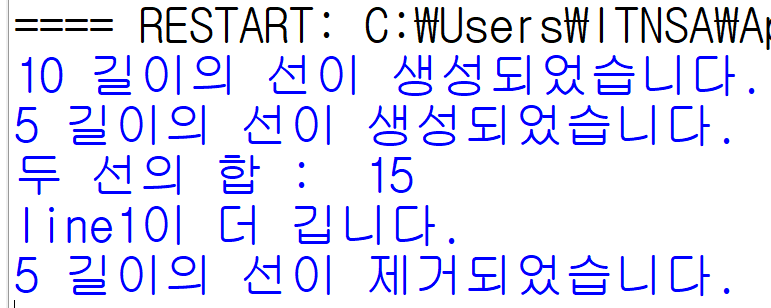 ==== RESTART: C:\Users\ITNSA\Ap
10 길이의 선이 생성되었습니다.
5 길이의 선이 생성되었습니다.
두 선의 합 :  15
line1이 더 깁니다.
5 길이의 선이 제거되었습니다.